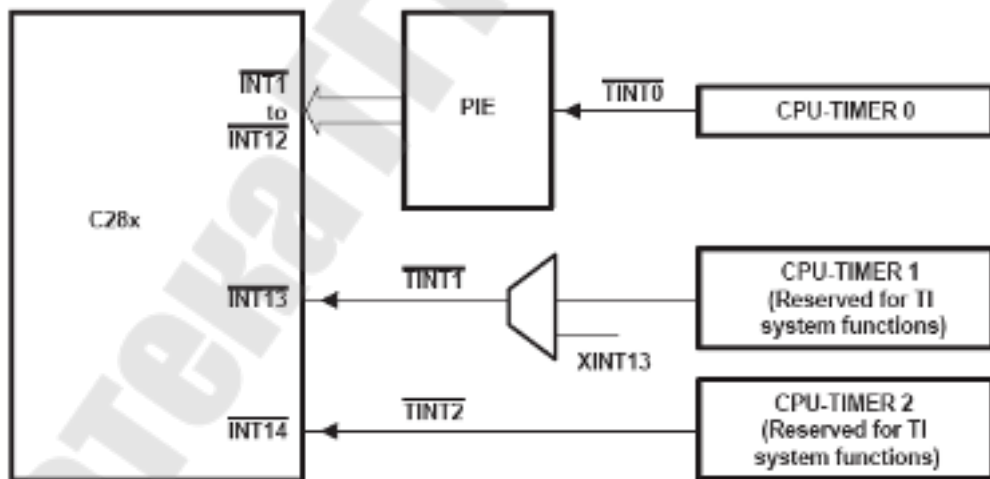 INT1
to
INT12
PIE
TINT0
CPU-TIMER 0
C28x
INT13
TINT1
XINT13
CPU-TIMER 1
(Reserved for TI
system functions)
INT14
TINT2
CPU-TIMER 2
(Reserved for TI
system functions)